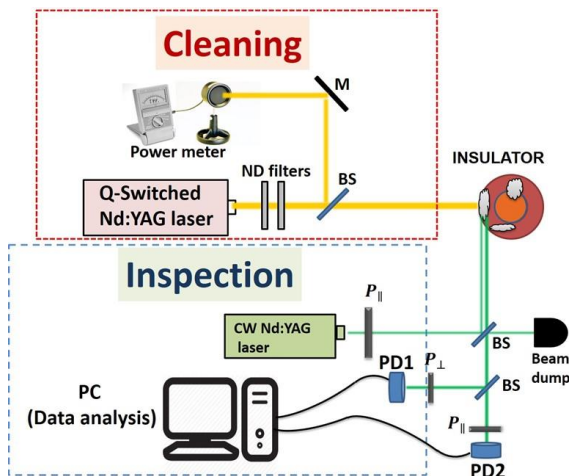 Cleaning
M
Power meter
ND filters
BS
INSULATOR
Q-Switched
Nd:YAG laser
Inspection
P∥
CW Nd:YAG
laser
BS
Beam
dump
PD1
P⊥
BS
PC
(Data analysis)
P∥
PD2